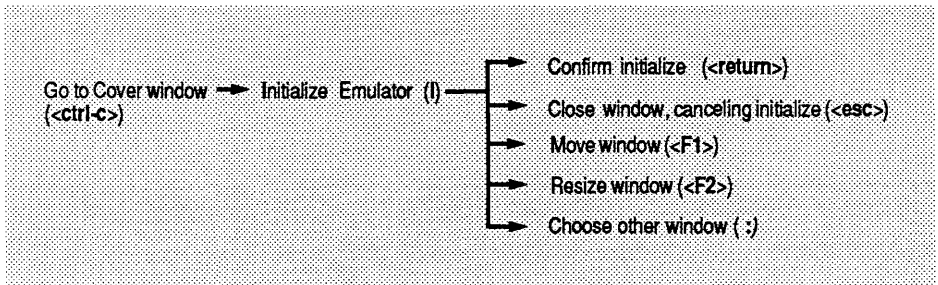 Confirm initialize (<return>)
Go to Cover window
Initialize Emulator (I)
(<ctrl-c>)
Close window, canceling initialize (<esc>)
Move window (<F1>)
Resize window (<F2>)
Choose other window ( :)